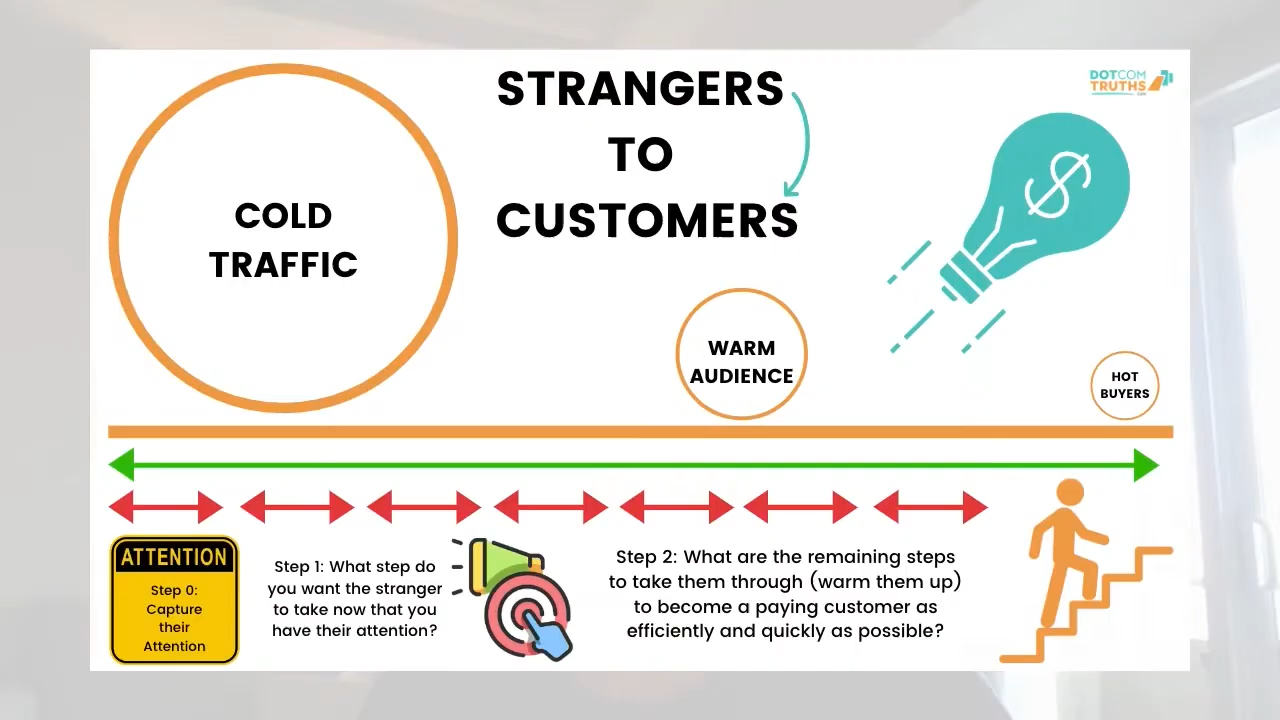 STRANGERS
TO
CUSTOMERS
DOTCOM
TRUTHS
COLD
TRAFFIC
WARM
AUDIENCE
HOT
BUYERS
$
ATTENTION
Step 0:
Capture
their
Attention
Step 1: What step do
you want the stranger
to take now that you
have their attention?
Step 2: What are the remaining steps
to take them through (warm them up)
to become a paying customer as
efficiently and quickly as possible?